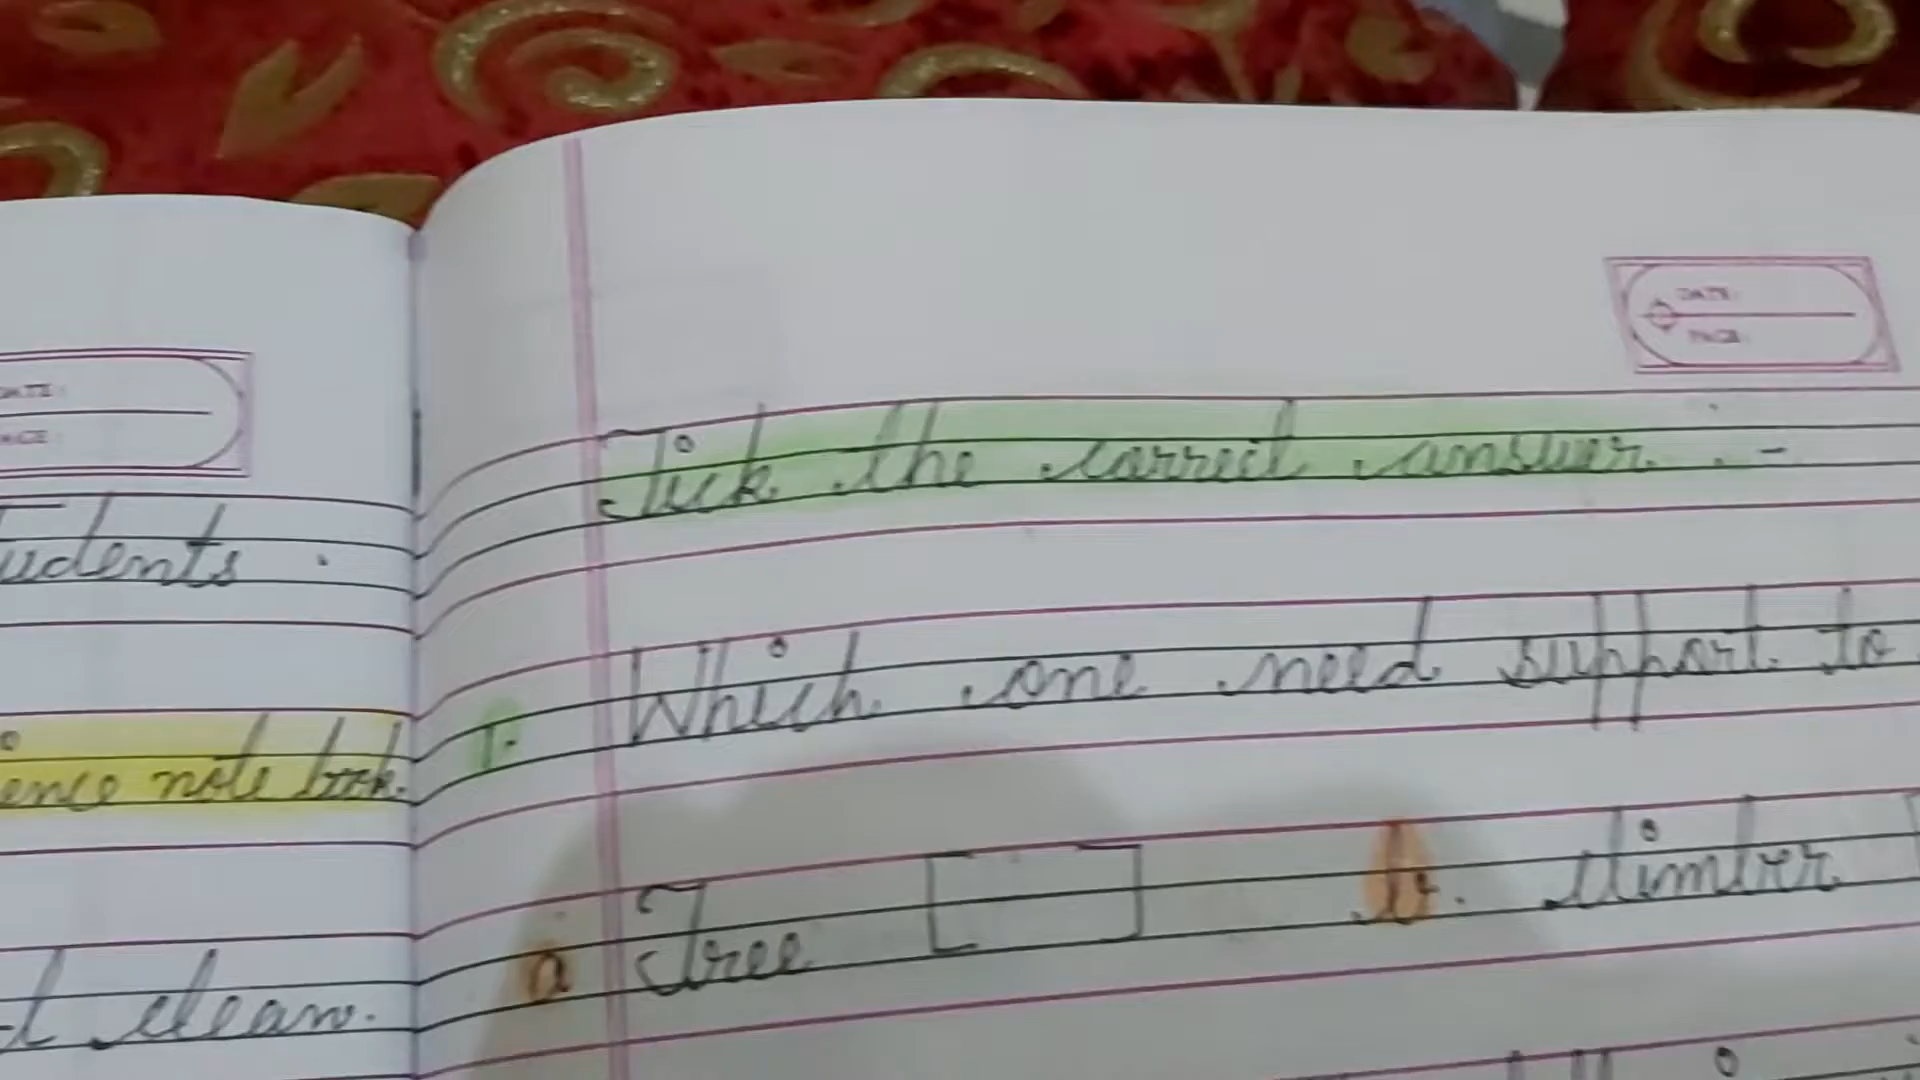 DATE:
PAGE:
udents .
ence note book.
clean.
DATE:
PAGE:
Tick the correct answer :-
1. Which one need support to
a Tree b. climber